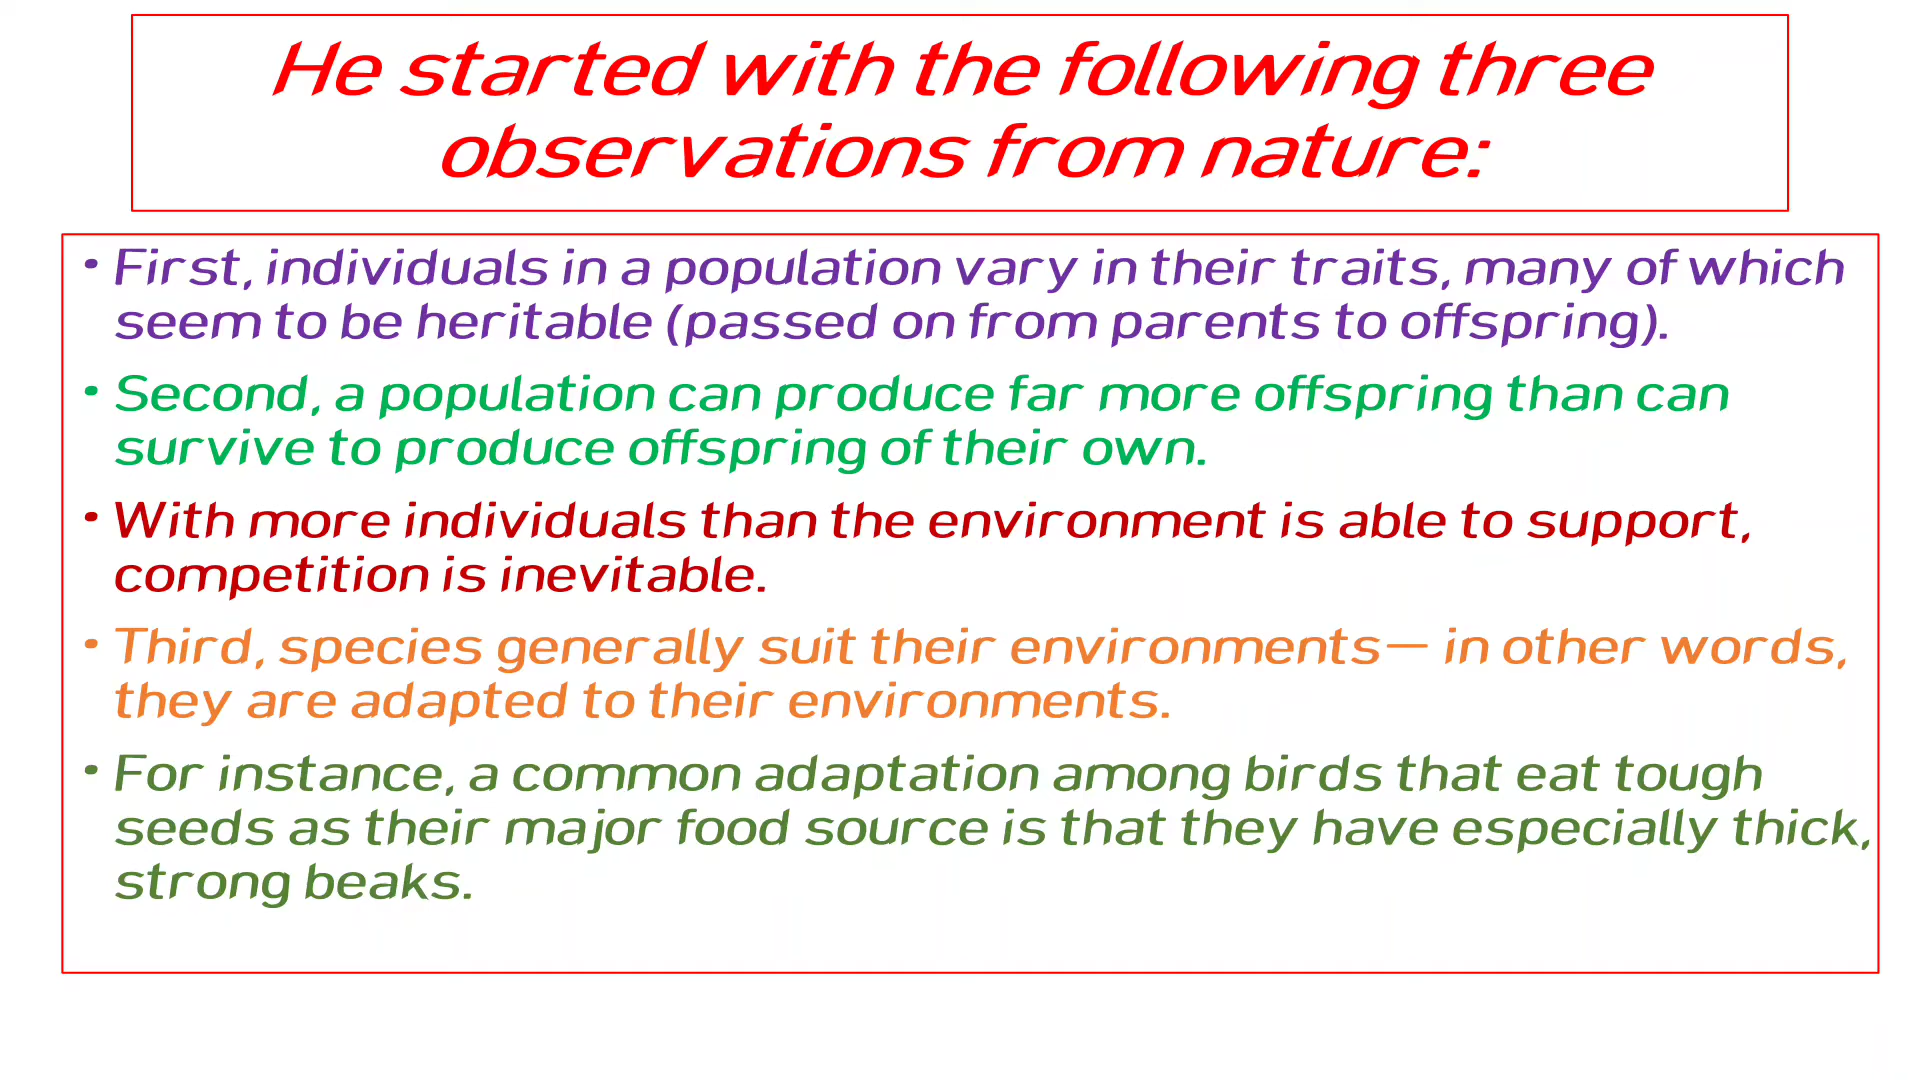 He started with the following three
observations from nature:
• First, individuals in a population vary in their traits, many of which
seem to be heritable (passed on from parents to offspring).
• Second, a population can produce far more offspring than can
survive to produce offspring of their own.
• With more individuals than the environment is able to support,
competition is inevitable.
• Third, species generally suit their environments— in other words,
they are adapted to their environments.
• For instance, a common adaptation among birds that eat tough
seeds as their major food source is that they have especially thick,
strong beaks.